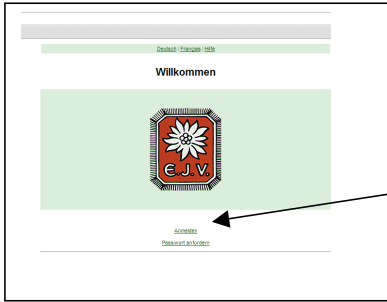 Deutsch | Français | Hilfe
Willkommen
E.J.V.
Anmelden
Passwort anfordern